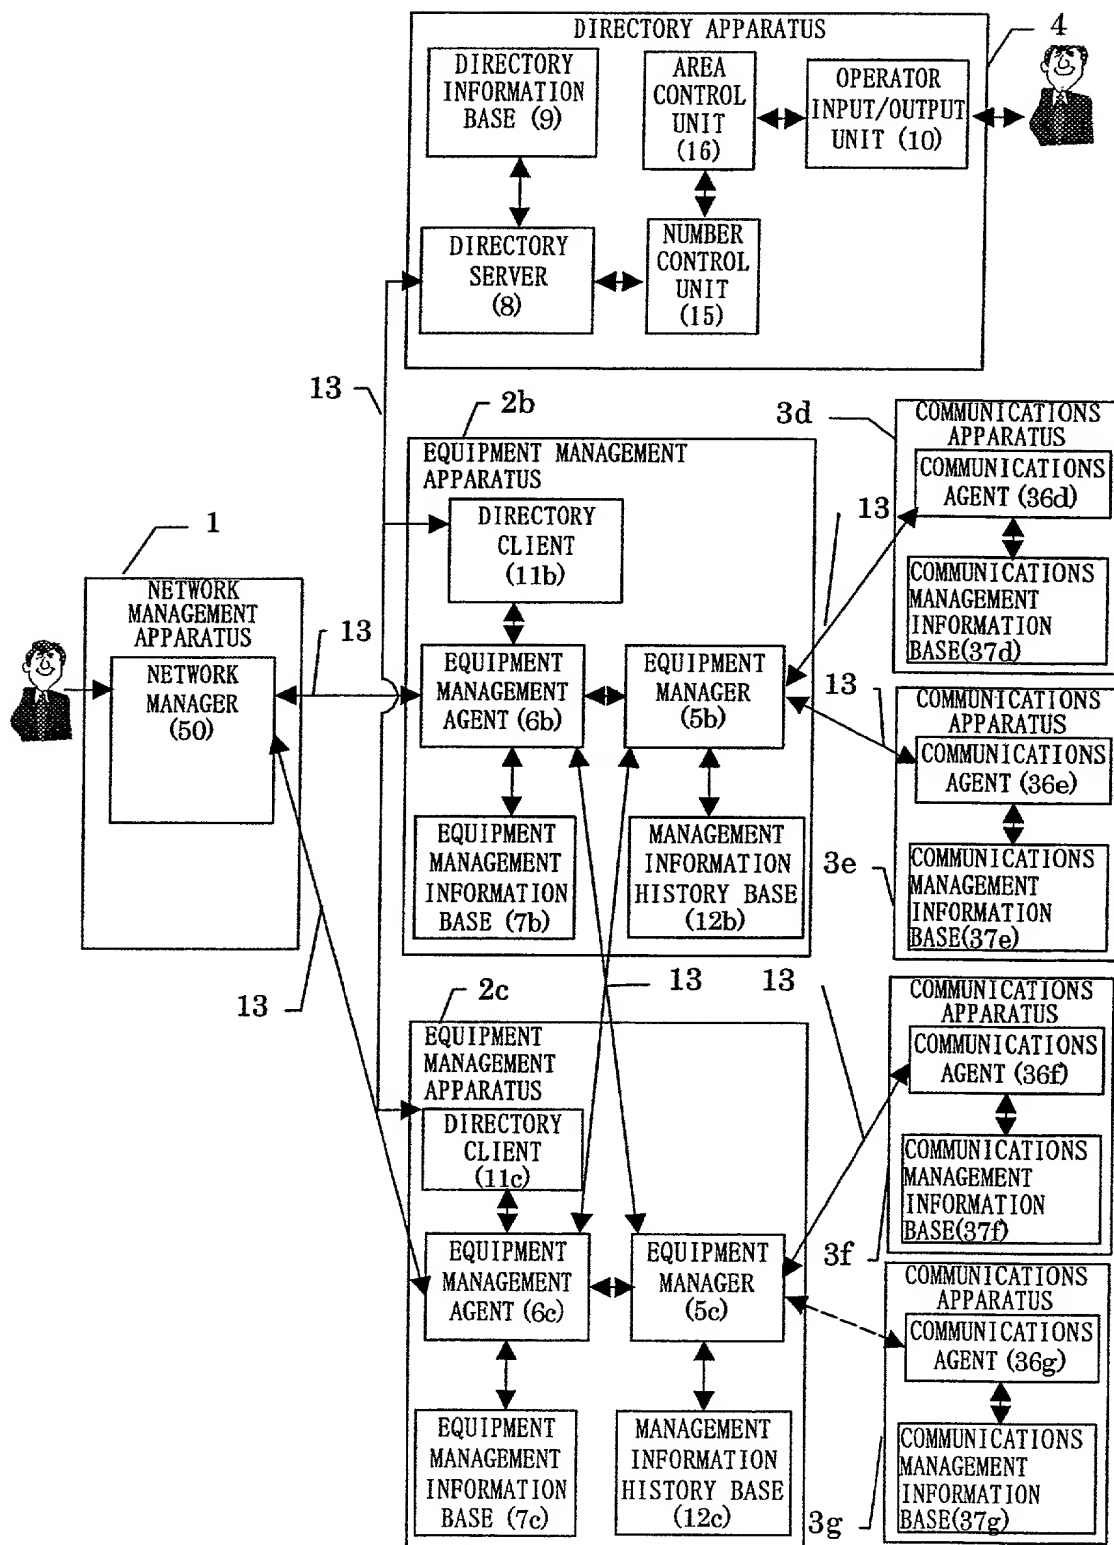 DIRECTORY APPARATUS
4
DIRECTORY
INFORMATION
BASE (9)
AREA
CONTROL
UNIT
(16)
OPERATOR
INPUT/OUTPUT
UNIT (10)
DIRECTORY
SERVER
(8)
NUMBER
CONTROL
UNIT
(15)
13
2b
EQUIPMENT MANAGEMENT
APPARATUS
DIRECTORY
CLIENT
(11b)
13
3d
COMMUNICATIONS
APPARATUS
COMMUNICATIONS
AGENT (36d)
COMMUNICATIONS
MANAGEMENT
INFORMATION
BASE(37d)
1
NETWORK
MANAGEMENT
APPARATUS
NETWORK
MANAGER
(50)
13
EQUIPMENT
MANAGEMENT
AGENT (6b)
EQUIPMENT
MANAGER
(5b)
13
COMMUNICATIONS
APPARATUS
COMMUNICATIONS
AGENT (36e)
3e
COMMUNICATIONS
MANAGEMENT
INFORMATION
BASE(37e)
EQUIPMENT
MANAGEMENT
INFORMATION
BASE (7b)
MANAGEMENT
INFORMATION
HISTORY BASE
(12b)
13
13
13
2c
EQUIPMENT
MANAGEMENT
APPARATUS
DIRECTORY
CLIENT
(11c)
COMMUNICATIONS
APPARATUS
COMMUNICATIONS
AGENT (36f)
COMMUNICATIONS
MANAGEMENT
INFORMATION
BASE(37f)
3f
EQUIPMENT
MANAGEMENT
AGENT (6c)
EQUIPMENT
MANAGER
(5c)
COMMUNICATIONS
APPARATUS
COMMUNICATIONS
AGENT (36g)
COMMUNICATIONS
MANAGEMENT
INFORMATION
BASE(37g)
3g
EQUIPMENT
MANAGEMENT
INFORMATION
BASE (7c)
MANAGEMENT
INFORMATION
HISTORY BASE
(12c)